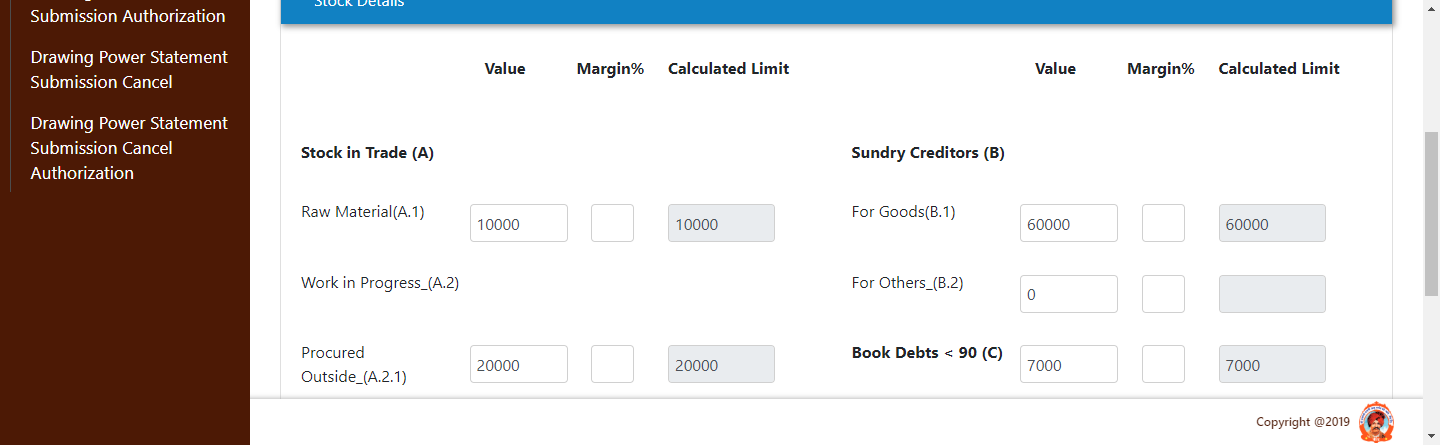 Submission Authorization
Drawing Power Statement
Submission Cancel
Drawing Power Statement
Submission Cancel
Authorization
Stock Details
Value Margin% Calculated Limit Value Margin% Calculated Limit
Stock in Trade (A) Sundry Creditors (B)
Raw Material(A.1) 10000 10000 For Goods(B.1) 60000 60000
Work in Progress_(A.2) For Others_(B.2) 0
Procured
Outside_(A.2.1) 20000 20000 Book Debts < 90 (C) 7000 7000
Copyright @2019